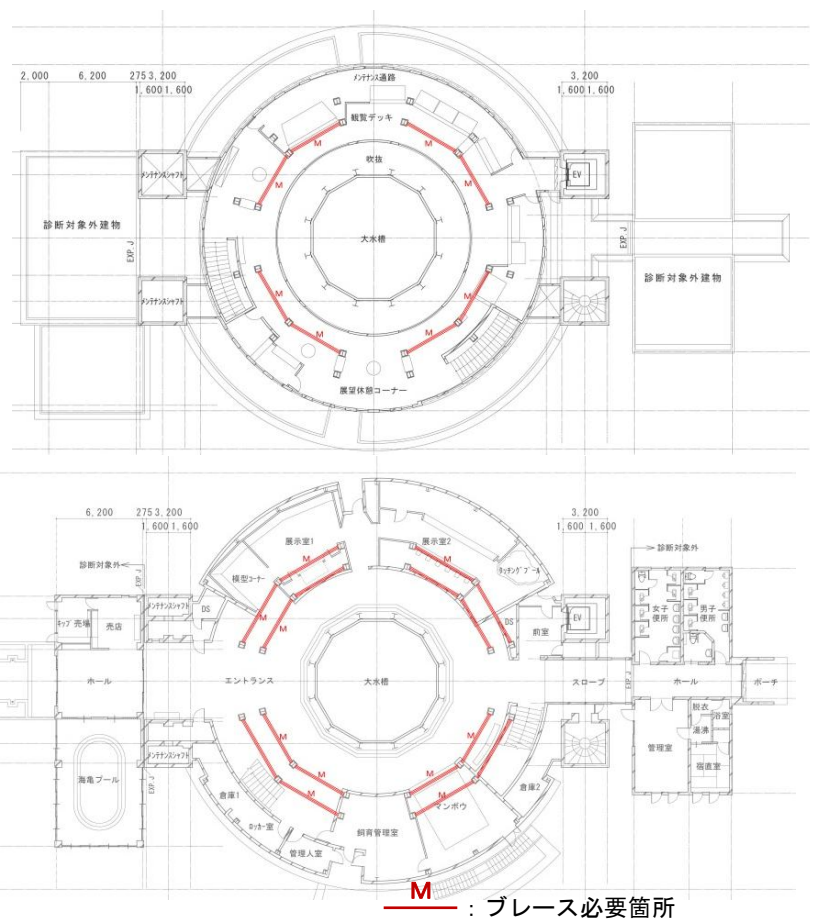 メンテナンス通路
2,000 6,200 275 3,200
3,200
1,600 1,600
1,600 1,600
観覧デッキ
M
M
吹抜
M
M
メンテナンスシャフト
EV
診断対象外建物
大水槽
EXP.J
EXP.J
診断対象外建物
メンテナンスシャフト
M
M
M
M
展望休憩コーナー
6,200 275 3,200
3,200
1,600 1,600
1,600 1,600
展示室1
展示室2
診断対象外
EXP.J
診断対象外
M
M
模型コーナー
タッチングプール
メンテナンスシャフト
DS
M
M
M
M
DS
前室
EV
女子便所
男子便所
売場
売店
ホール
エントランス
大水槽
スロープ
EXP.J
ホール
ポーチ
脱衣
浴室
湯沸
管理室
宿直室
メンテナンスシャフト
EXP.J
海亀プール
M
M
M
M
M
M
M
M
倉庫1
倉庫2
マンボウ
ロッカー室
飼育管理室
管理人室
M
:ブレース必要箇所